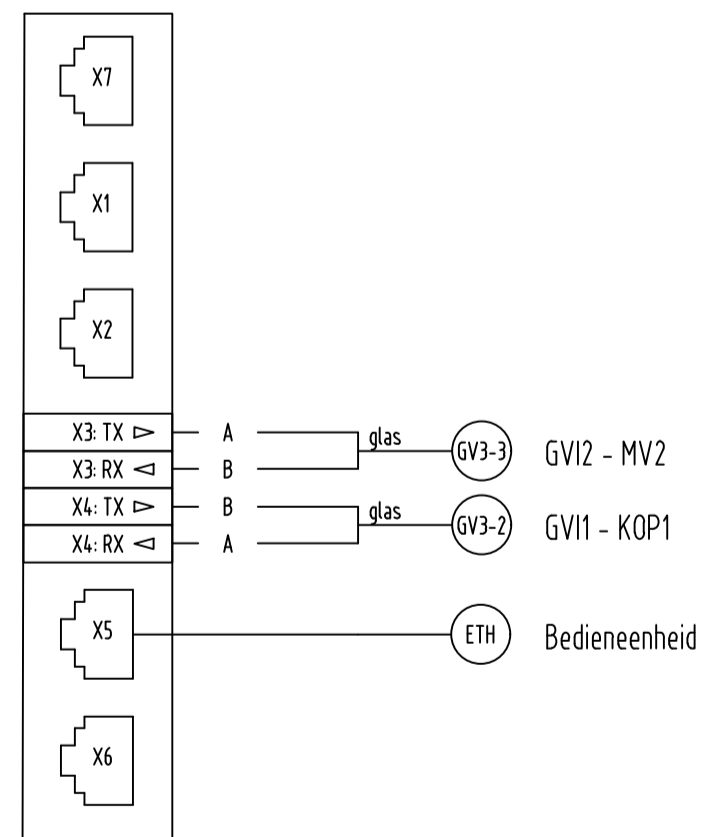 X7
X1
X2
X3: TX A glas GV3-3 GVI2 - MV2
X3: RX B
X4: TX B glas GV3-2 GVI1 - KOP1
X4: RX A
X5 ETH Bedieneenheid
X6